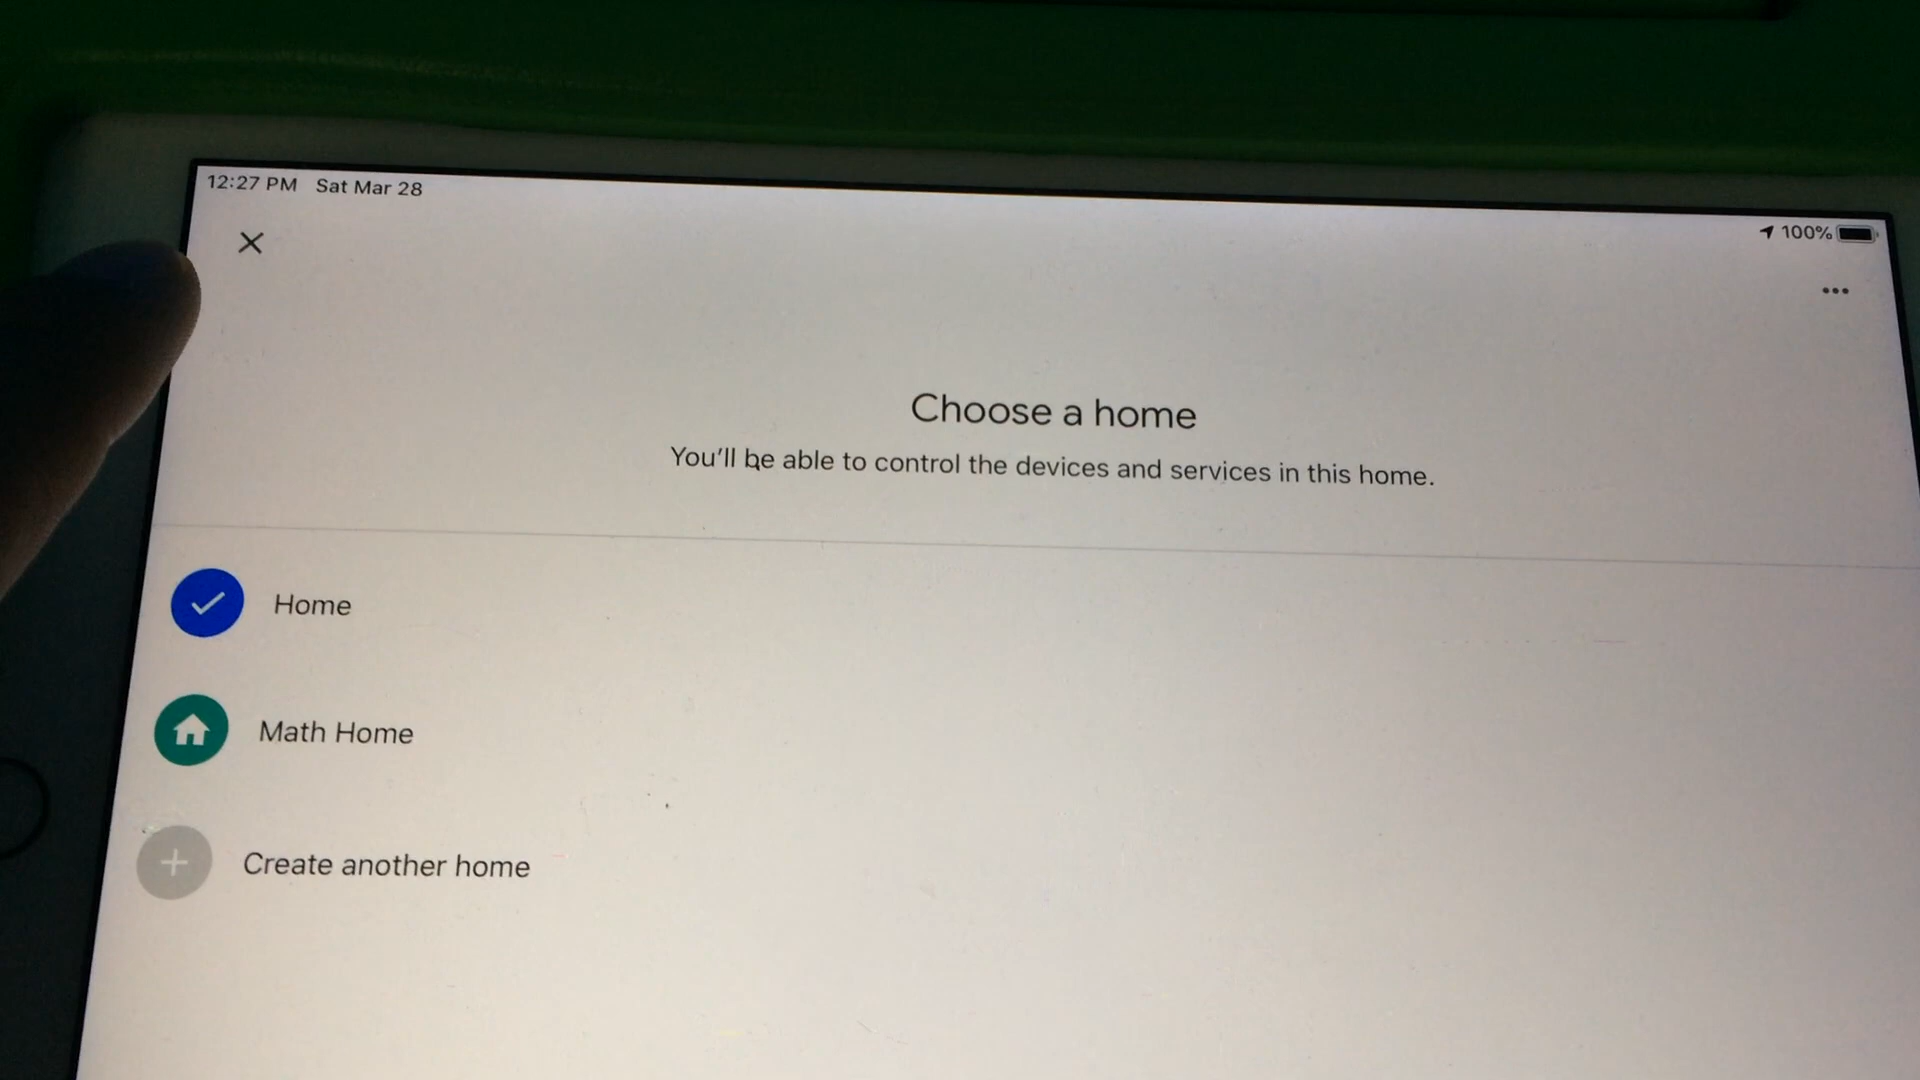 12:27 PM Sat Mar 28
100%
Choose a home
You'll be able to control the devices and services in this home.
Home
Math Home
Create another home